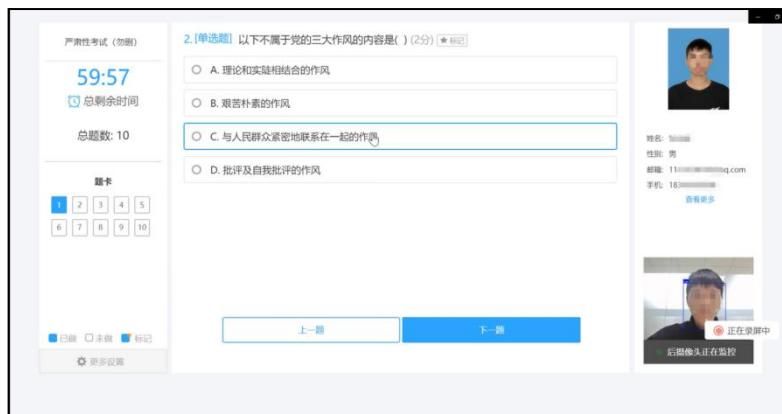 严肃性考试（勿删）
59:57
总剩余时间
总题数: 10
题卡
1 2 3 4 5
6 7 8 9 10
已做 未做 标记
更多设置
2. [单选题] 以下不属于党的三大作风的内容是( ) (2分) ★标记
A. 理论和实陡相结合的作风
B. 艰苦朴素的作风
C. 与人民群众紧密地联系在一起的作风
D. 批评及自我批评的作风
上一题 下一题
姓名:
性别: 男
邮箱: 11 q.com
手机: 183
查看更多
正在录屏中
后摄像头正在监控